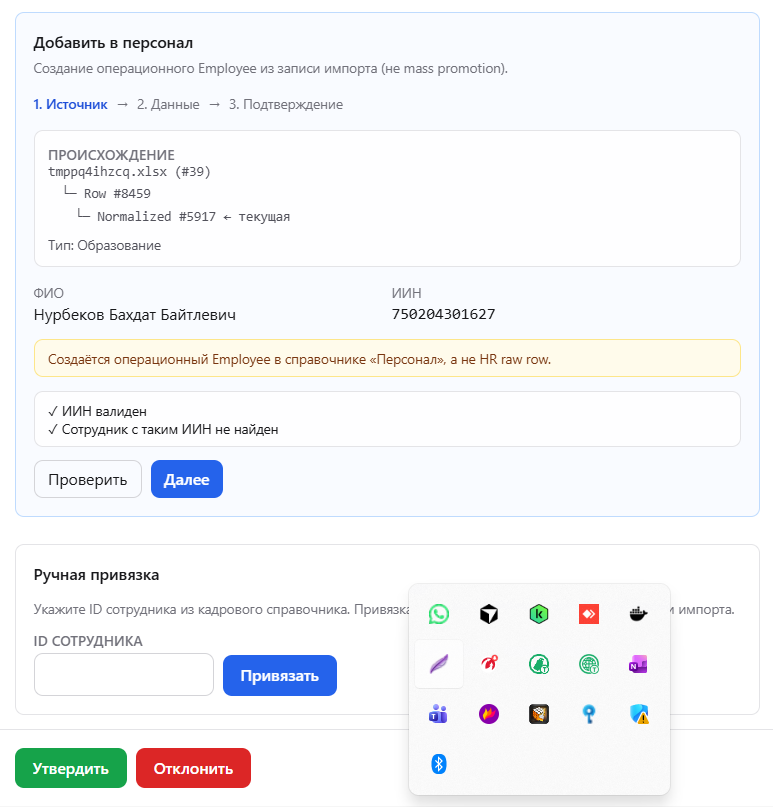 Добавить в персонал
Создание операционного Employee из записи импорта (не mass promotion).
1. Источник → 2. Данные → 3. Подтверждение
ПРОИСХОЖДЕНИЕ
tmppq4ihzcq.xlsx (#39)
└─ Row #8459
└─ Normalized #5917 ← текущая
Тип: Образование
ФИО ИИН
Нурбеков Бахдат Байтлевич 750204301627
Создаётся операционный Employee в справочнике «Персонал», а не HR raw row.
✓ ИИН валиден
✓ Сотрудник с таким ИИН не найден
Проверить Далее
Ручная привязка
Укажите ID сотрудника из кадрового справочника. Привязка и импорта.
ID СОТРУДНИКА
Привязать
Утвердить Отклонить